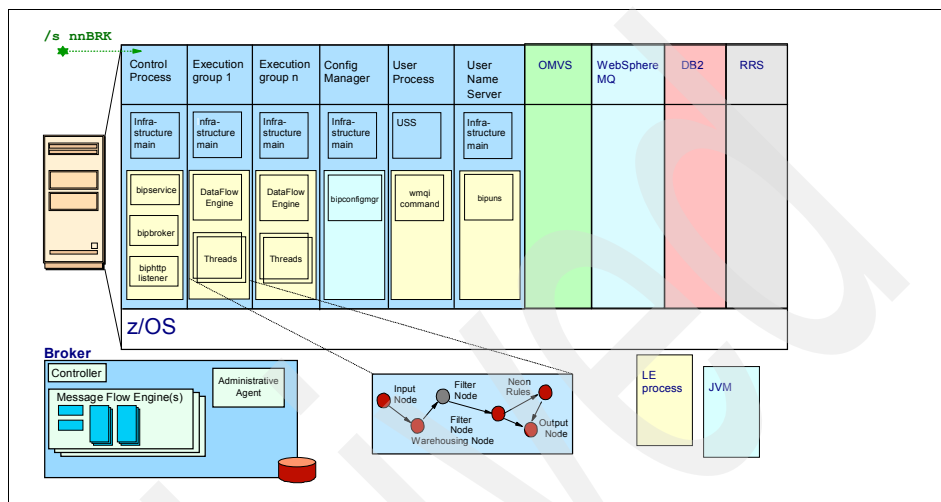 /s nnBRK
Control
Process
Execution
group 1
Execution
group n
Config
Manager
User
Process
User
Name
Server
OMVS
WebSphere
MQ
DB2
RRS
Infra-
structure
main
nfra-
structure
main
Infra-
structure
main
Infra-
structure
main
USS
Infra-
structure
main
bipservice
bipbroker
biphttp
listener
DataFlow
Engine
Threads
DataFlow
Engine
Threads
bipconfigmgr
wmqi
command
bipuns
z/OS
Broker
Controller
Message Flow Engine(s)
Administrative
Agent
Input
Node
Filter
Node
Neon
Rules
Filter
Node
Warehousing Node
Output
Node
LE
process
JVM